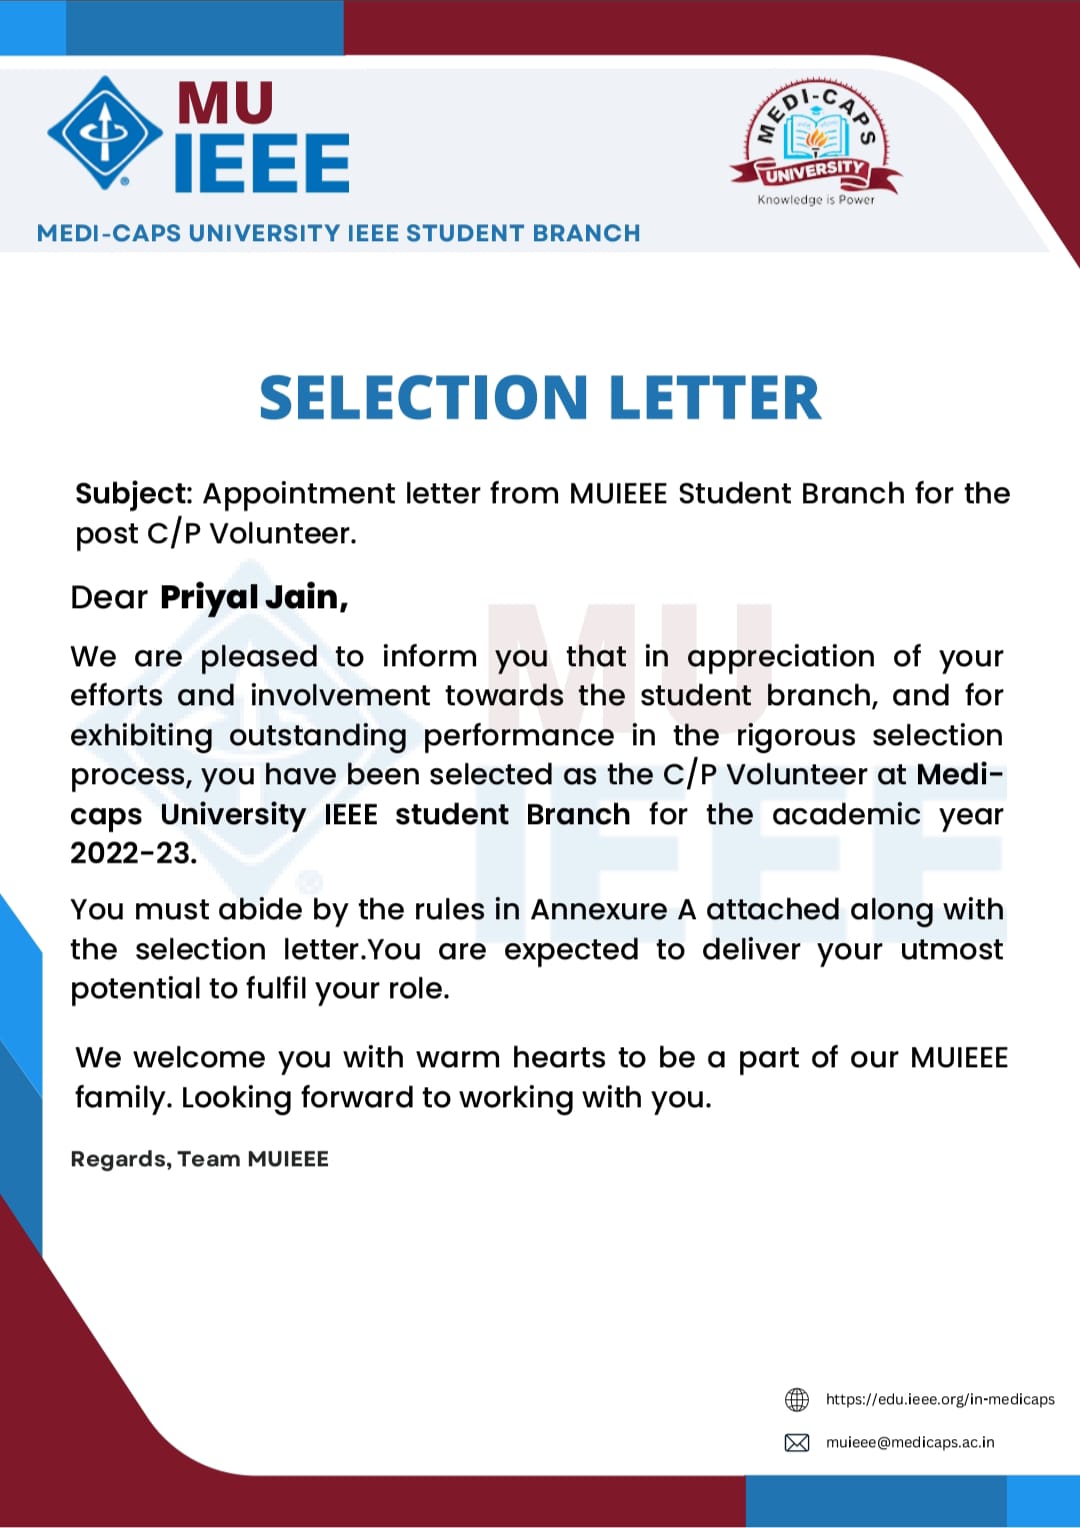 MU
IEEE
MEDI-CAPS UNIVERSITY IEEE STUDENT BRANCH
MEDI-CAPS
UNIVERSITY
Knowledge is Power
SELECTION LETTER
Subject: Appointment letter from MUIEEE Student Branch for the
post C/P Volunteer.
Dear Priyal Jain,
We are pleased to inform you that in appreciation of your
efforts and involvement towards the student branch, and for
exhibiting outstanding performance in the rigorous selection
process, you have been selected as the C/P Volunteer at Medi-
caps University IEEE student Branch for the academic year
2022-23.
You must abide by the rules in Annexure A attached along with
the selection letter.You are expected to deliver your utmost
potential to fulfil your role.
We welcome you with warm hearts to be a part of our MUIEEE
family. Looking forward to working with you.
Regards, Team MUIEEE
MU
IEEE
https://edu.ieee.org/in-medicaps
muieee@medicaps.ac.in